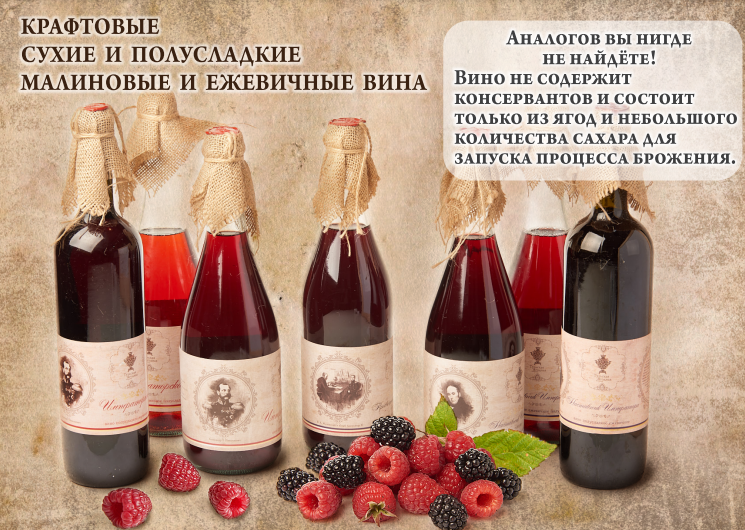 КРАФТОВЫЕ
СУХИЕ И ПОЛУСЛАДКИЕ
МАЛИНОВЫЕ И ЕЖЕВИЧНЫЕ ВИНА
АНАЛОГОВ ВЫ НИГДЕ
НЕ НАЙДЁТЕ!
ВИНО НЕ СОДЕРЖИТ
КОНСЕРВАНТОВ И СОСТОИТ
ТОЛЬКО ИЗ ЯГОД И НЕБОЛЬШОГО
КОЛИЧЕСТВА САХАРА ДЛЯ
ЗАПУСКА ПРОЦЕССА БРОЖЕНИЯ.